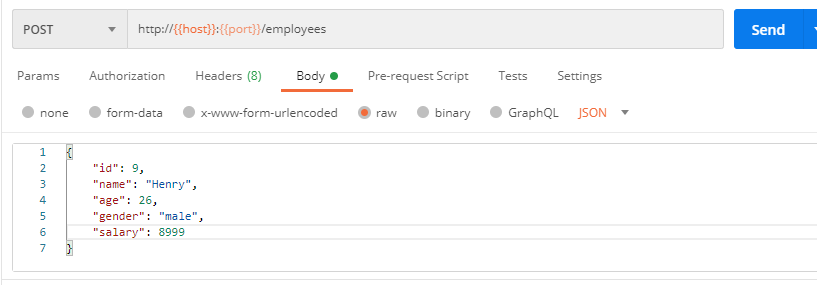 POST http://{{host}}:{{port}}/employees Send
Params Authorization Headers (8) Body Pre-request Script Tests Settings
none form-data x-www-form-urlencoded raw binary GraphQL JSON
1 {
2 "id": 9,
3 "name": "Henry",
4 "age": 26,
5 "gender": "male",
6 "salary": 8999
7 }